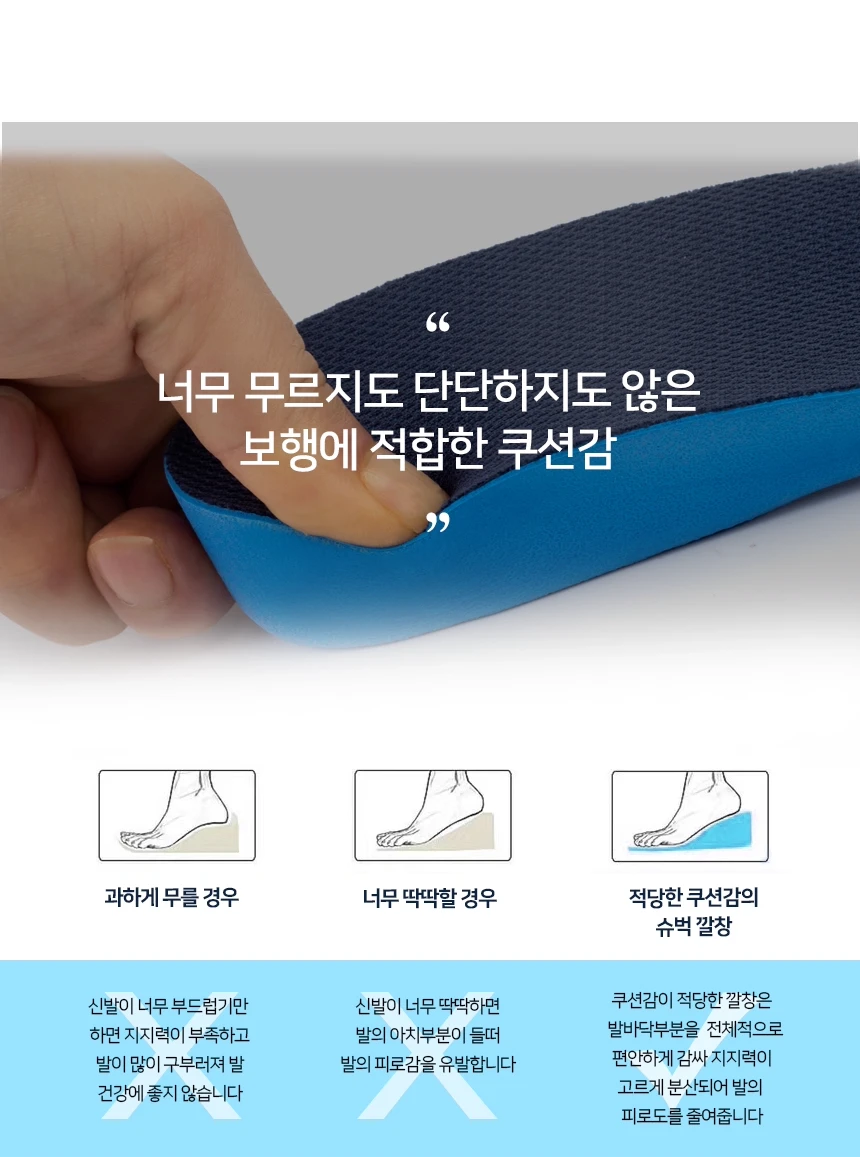 “
너무 무르지도 단단하지도 않은
보행에 적합한 쿠션감
”
과하게 무를 경우
너무 딱딱할 경우
적당한 쿠션감의
슈벅 깔창
신발이 너무 부드럽기만
하면 지지력이 부족하고
발이 많이 구부러져 발
건강에 좋지 않습니다
신발이 너무 딱딱하면
발의 아치부분이 들떠
발의 피로감을 유발합니다
쿠션감이 적당한 깔창은
발바닥부분을 전체적으로
편안하게 감싸 지지력이
고르게 분산되어 발의
피로도를 줄여줍니다